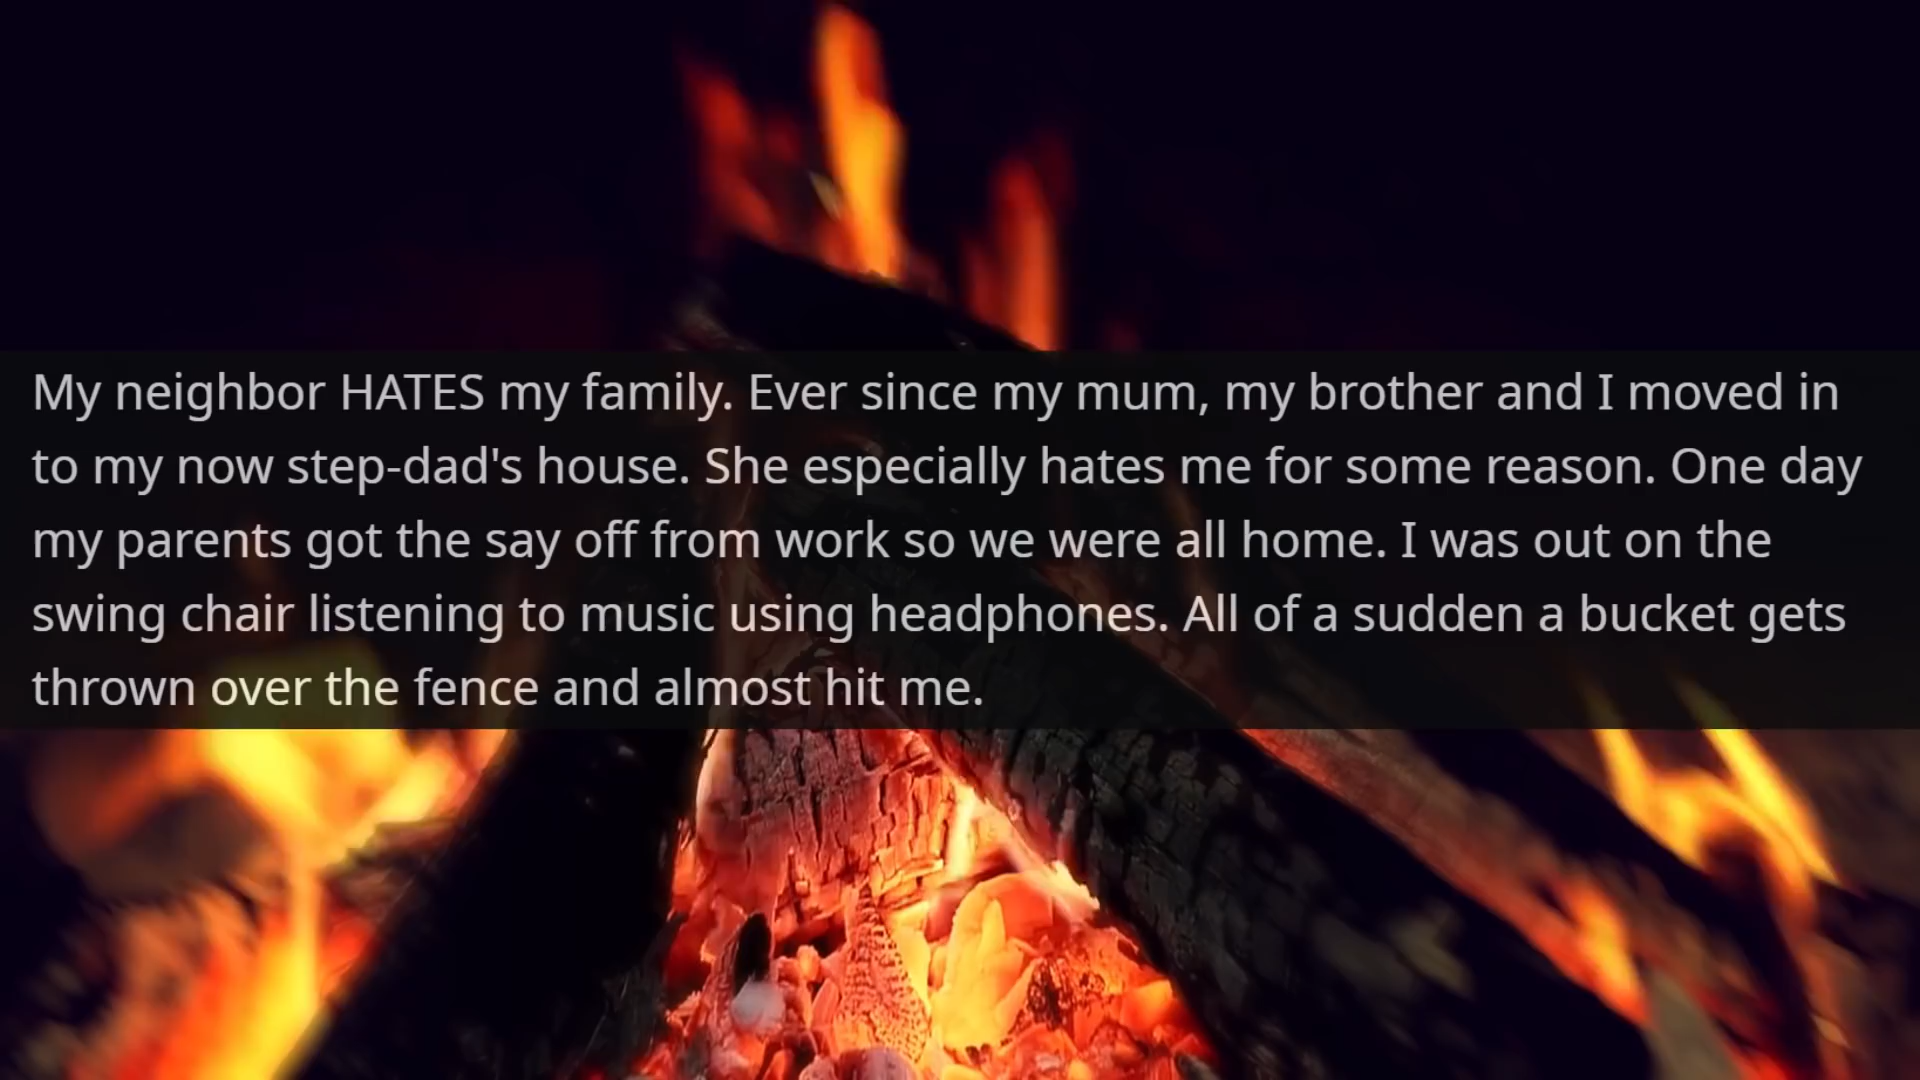 My neighbor HATES my family. Ever since my mum, my brother and I moved in
to my now step-dad's house. She especially hates me for some reason. One day
my parents got the say off from work so we were all home. I was out on the
swing chair listening to music using headphones. All of a sudden a bucket gets
thrown over the fence and almost hit me.